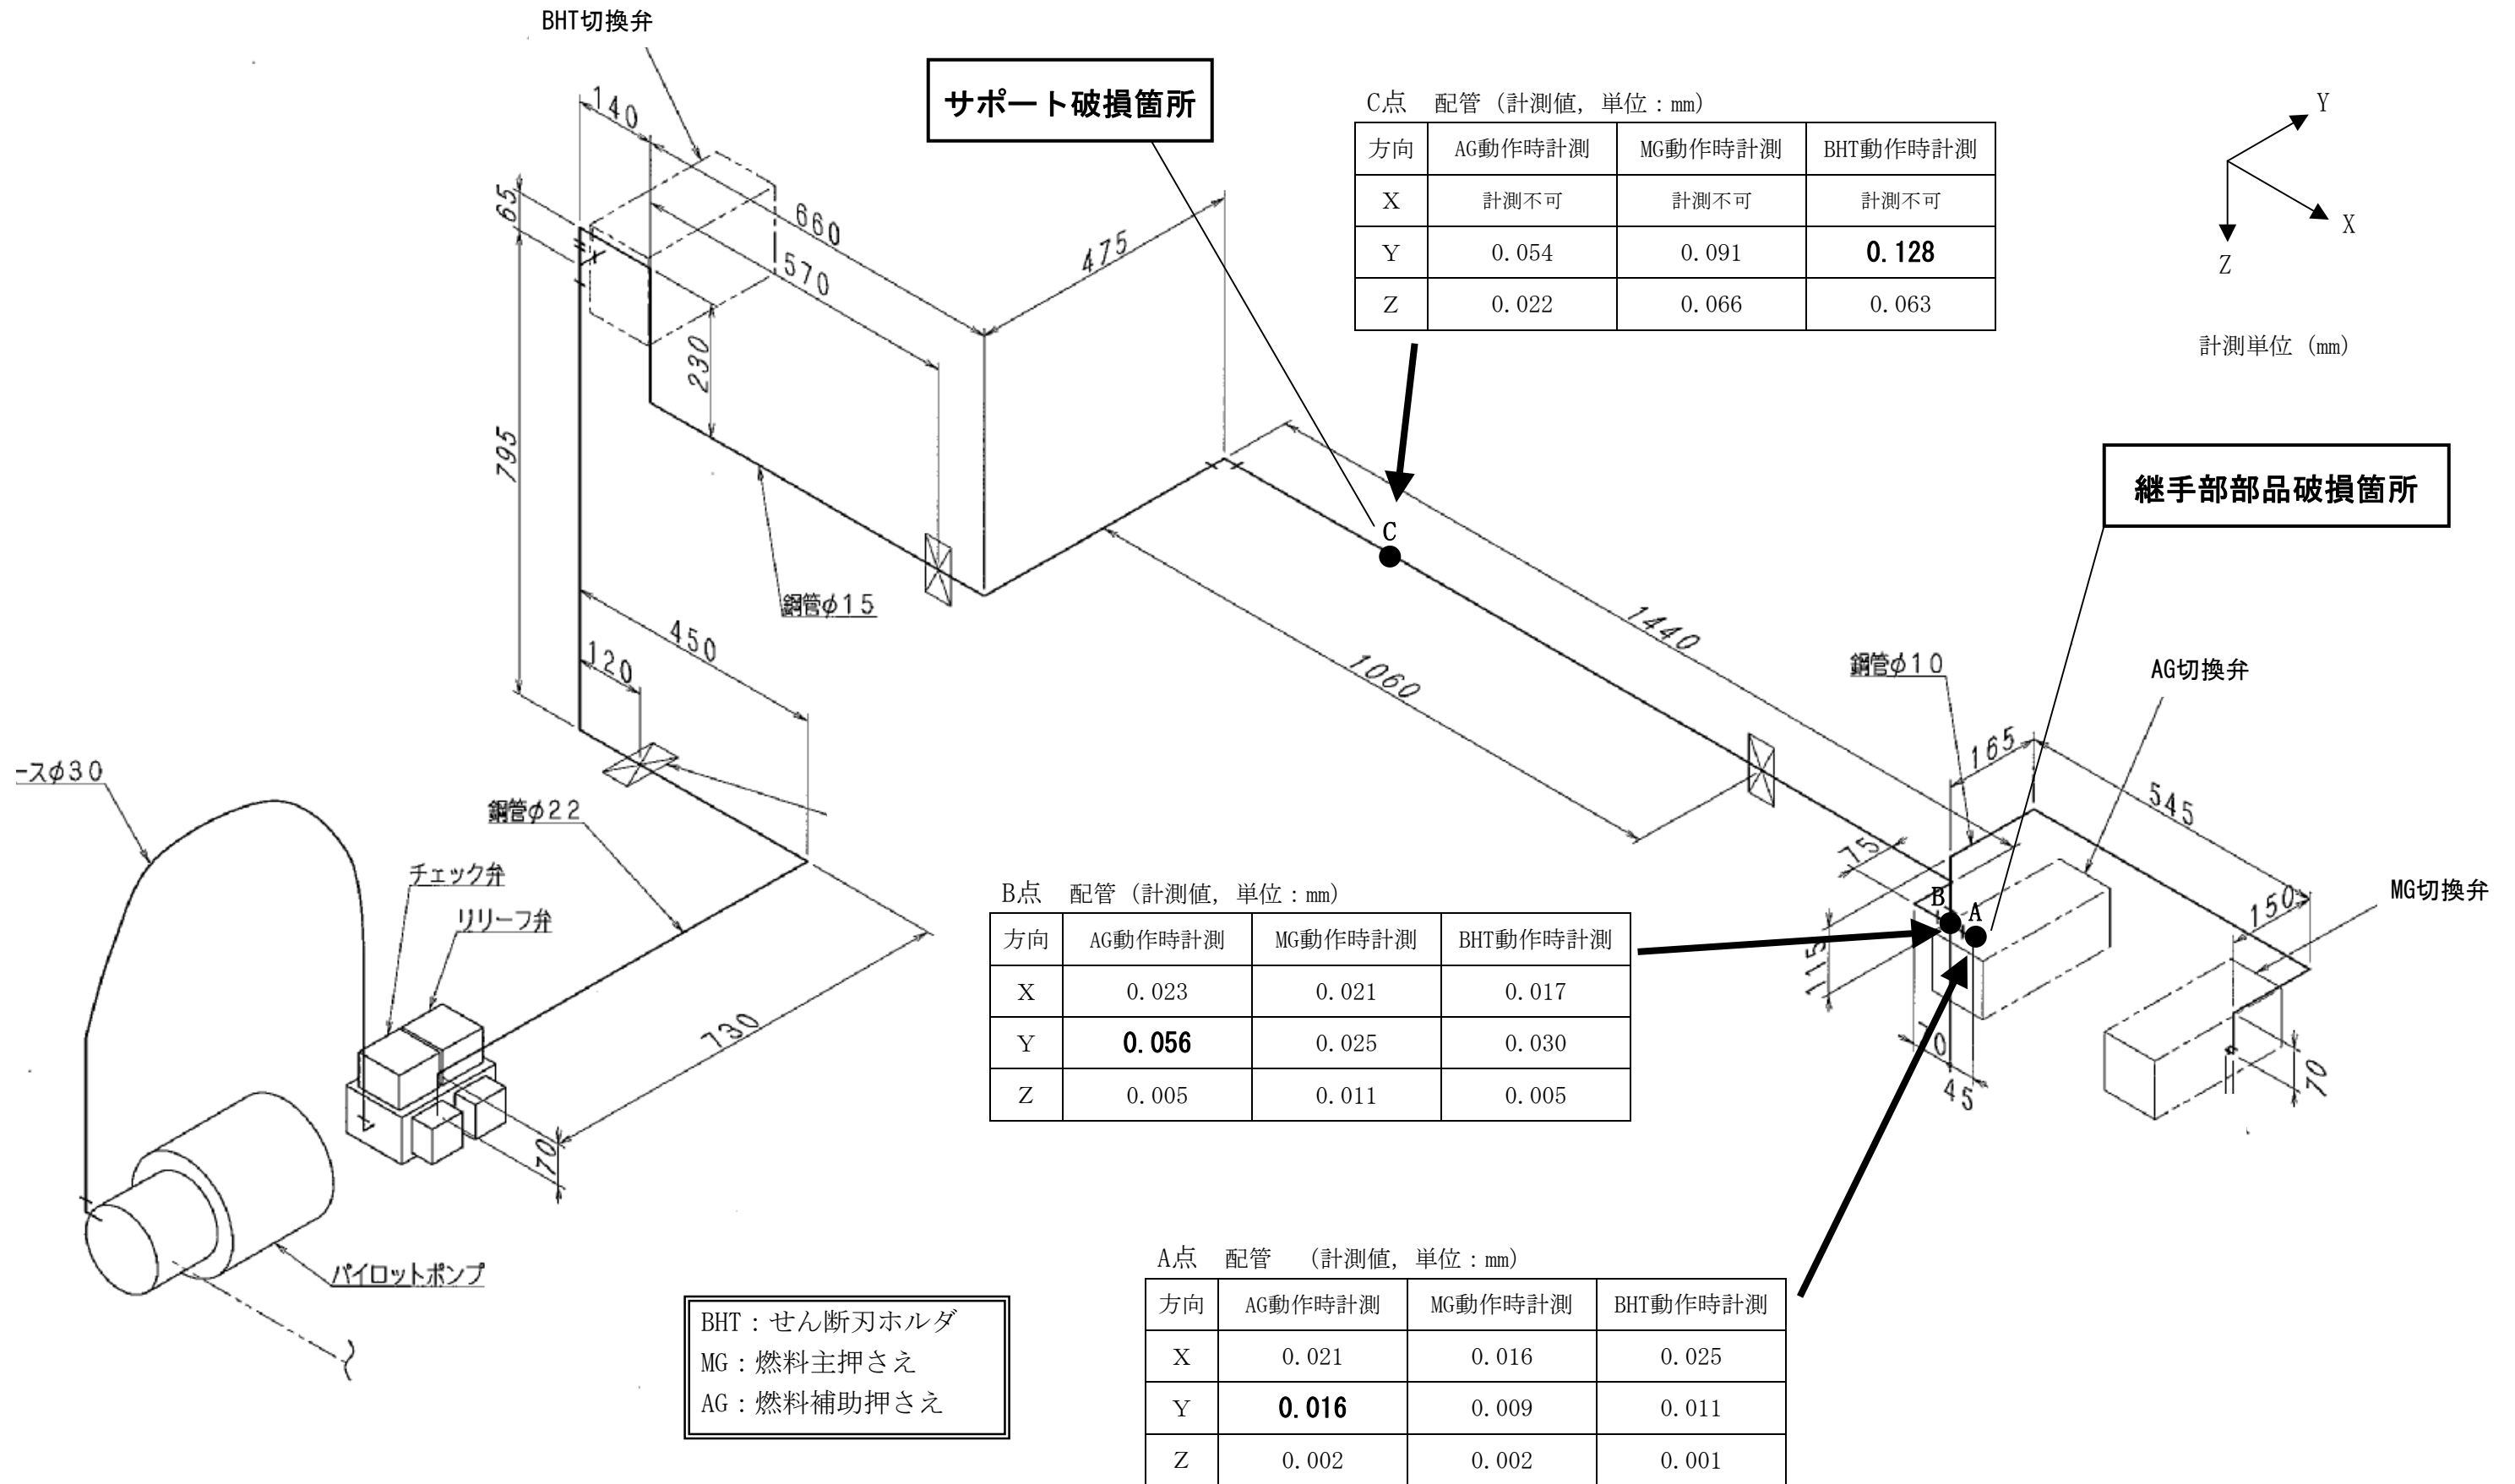 BHT切換弁
サポート破損箇所
C点 配管 (計測値, 単位:mm)
方向 AG動作時計測 MG動作時計測 BHT動作時計測
X 計測不可 計測不可 計測不可
Y 0.054 0.091 0.128
Z 0.022 0.066 0.063
Y
X
Z
計測単位 (mm)
140
65
660
570
475
230
795
C
継手部部品破損箇所
鋼管φ15
450
120
1440
1060
鋼管φ10
AG切換弁
165
545
ースφ30
鋼管φ22
チェック弁
リリーフ弁
75
B
A
MG切換弁
150
115
70
45
70
730
70
B点 配管 (計測値, 単位:mm)
方向 AG動作時計測 MG動作時計測 BHT動作時計測
X 0.023 0.021 0.017
Y 0.056 0.025 0.030
Z 0.005 0.011 0.005
パイロットポンプ
BHT:せん断刃ホルダ
MG:燃料主押さえ
AG:燃料補助押さえ
A点 配管 (計測値, 単位:mm)
方向 AG動作時計測 MG動作時計測 BHT動作時計測
X 0.021 0.016 0.025
Y 0.016 0.009 0.011
Z 0.002 0.002 0.001